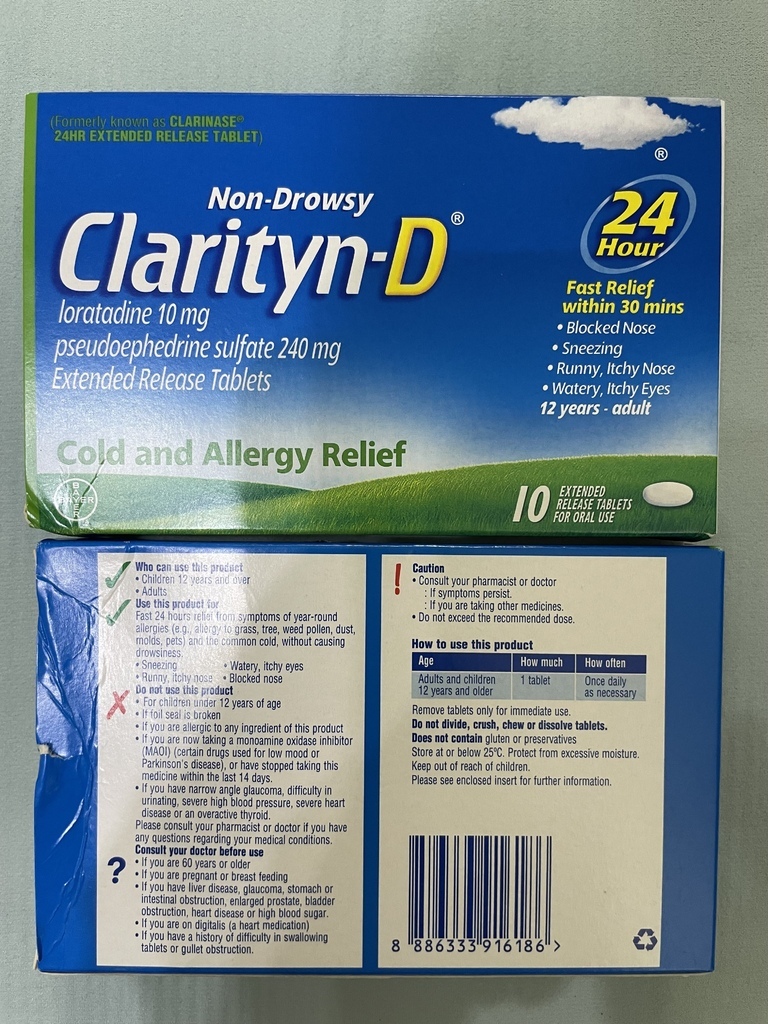 (Formerly known as CLARINASE®
24HR EXTENDED RELEASE TABLET)
®
Non-Drowsy
Clarityn-D®
24
Hour
loratadine 10 mg
pseudoephedrine sulfate 240 mg
Extended Release Tablets
Fast Relief
within 30 mins
• Blocked Nose
• Sneezing
• Runny, Itchy Nose
• Watery, Itchy Eyes
12 years - adult
Cold and Allergy Relief
BAYER
BAYER
10 EXTENDED
RELEASE TABLETS
FOR ORAL USE
Who can use this product
• Children 12 years and over
• Adults
Use this product for
Fast 24 hours relief from symptoms of year-round
allergies (e.g., allergy to grass, tree, weed pollen, dust,
molds, pets) and the common cold, without causing
drowsiness.
• Sneezing • Watery, itchy eyes
• Runny, itchy nose • Blocked nose
Do not use this product
• For children under 12 years of age
• If foil seal is broken
• If you are allergic to any ingredient of this product
• If you are now taking a monoamine oxidase inhibitor
(MAOI) (certain drugs used for low mood or
Parkinson's disease), or have stopped taking this
medicine within the last 14 days.
• If you have narrow angle glaucoma, difficulty in
urinating, severe high blood pressure, severe heart
disease or an overactive thyroid.
Please consult your pharmacist or doctor if you have
any questions regarding your medical conditions.
?
Consult your doctor before use
• If you are 60 years or older
• If you are pregnant or breast feeding
• If you have liver disease, glaucoma, stomach or
intestinal obstruction, enlarged prostate, bladder
obstruction, heart disease or high blood sugar.
• If you are on digitalis (a heart medication)
• If you have a history of difficulty in swallowing
tablets or gullet obstruction.
!
Caution
• Consult your pharmacist or doctor
: If symptoms persist.
: If you are taking other medicines.
• Do not exceed the recommended dose.
How to use this product
Age How much How often
Adults and children 1 tablet Once daily
12 years and older as necessary
Remove tablets only for immediate use.
Do not divide, crush, chew or dissolve tablets.
Does not contain gluten or preservatives
Store at or below 25°C. Protect from excessive moisture.
Keep out of reach of children.
Please see enclosed insert for further information.
8 886333 916186 >